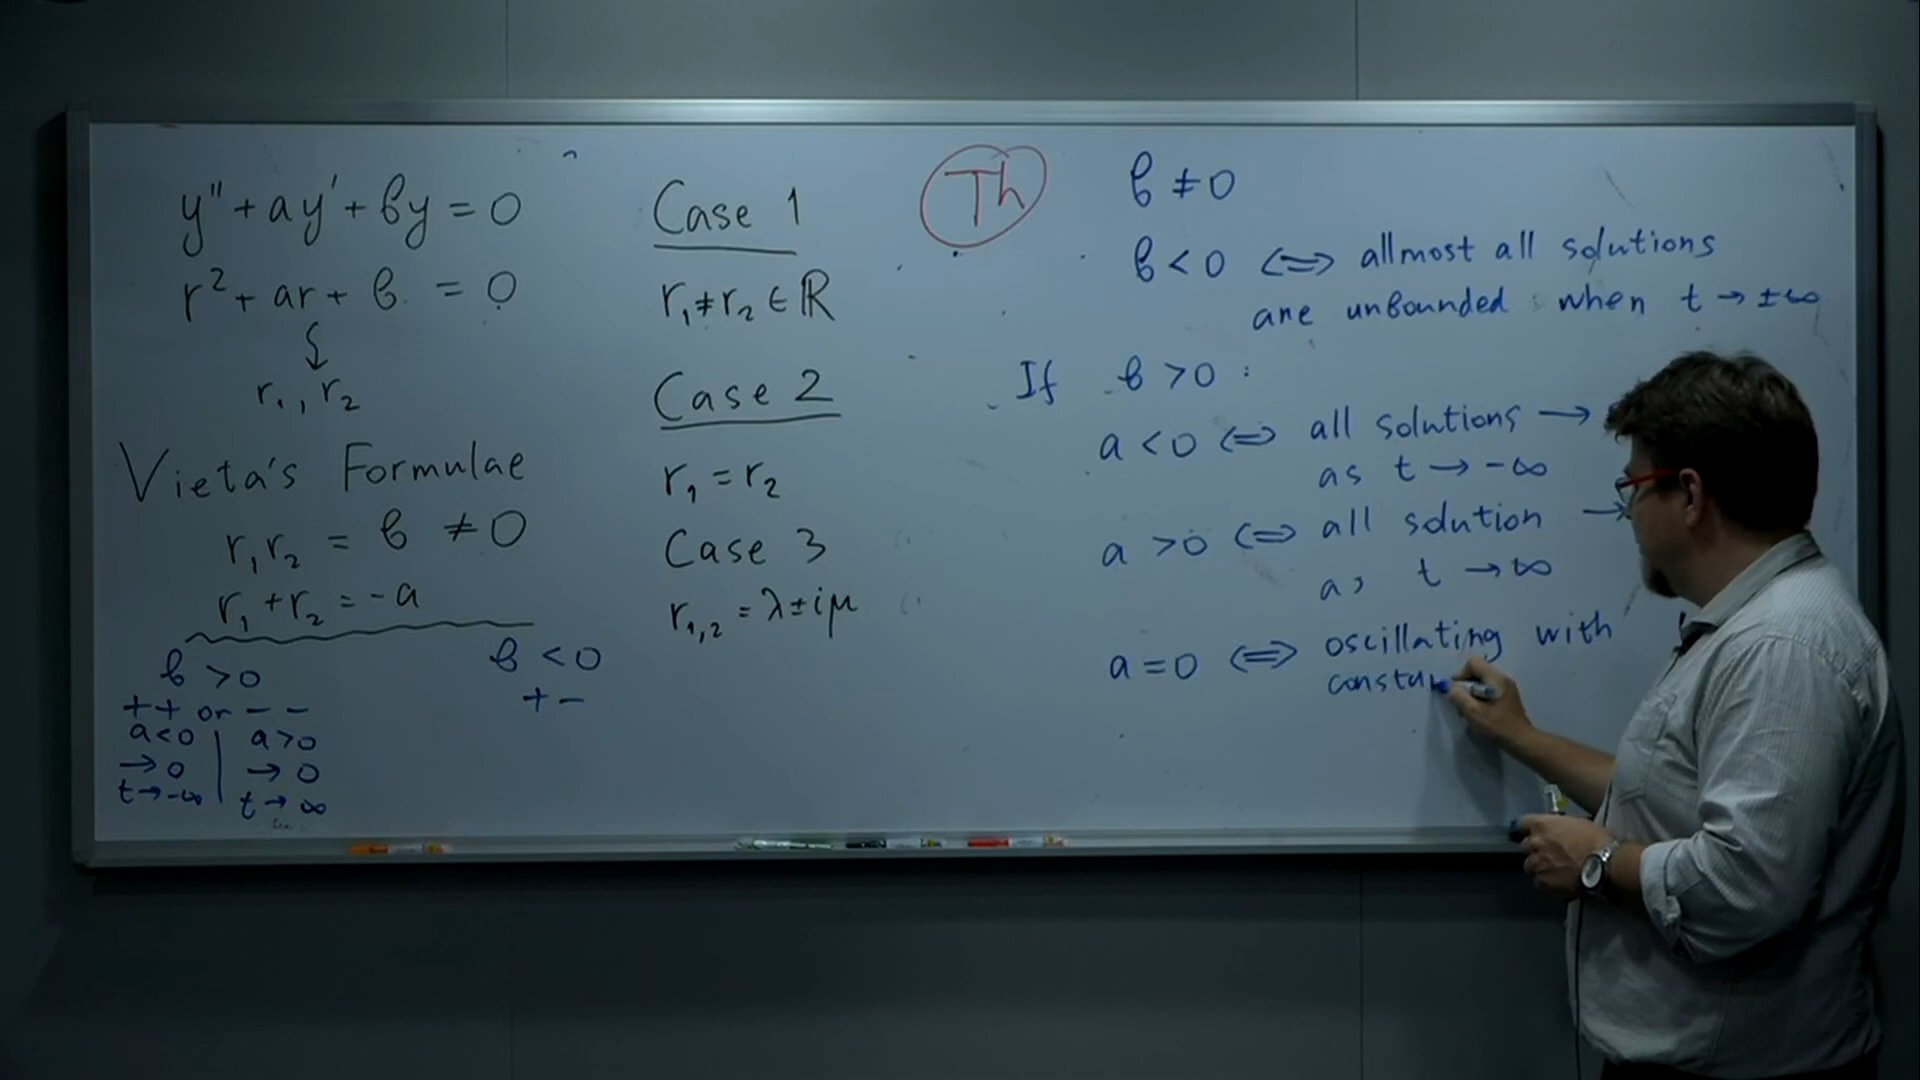 y'' + ay' + by = 0
r² + ar + b = 0
r₁, r₂
Vieta's Formulae
r₁r₂ = b ≠ 0
r₁ + r₂ = -a
b > 0
+ + or - -
a<0 | a>0
→ 0 | → 0
t → -∞ | t → ∞
b < 0
+ -
Case 1
r₁ ≠ r₂ ∈ ℝ
Case 2
r₁ = r₂
Case 3
r₁,₂ = λ ± iμ
Th
b ≠ 0
b < 0 ⟺ allmost all solutions
are unbounded when t → ±∞
If b > 0 :
a < 0 ⟺ all solutions →
as t → -∞
a > 0 ⟺ all solution →
as t → ∞
a = 0 ⟺ oscillating with